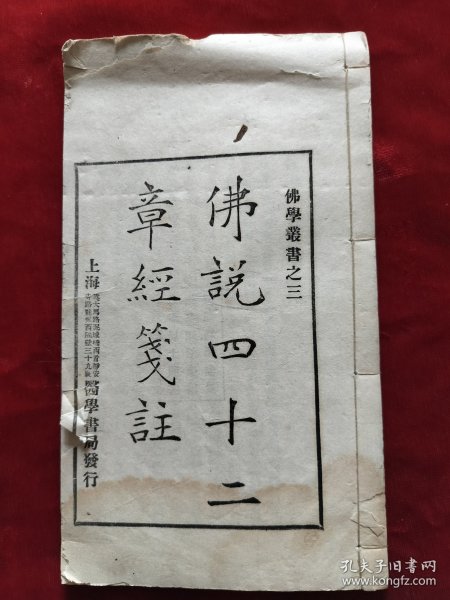 佛學叢書之三
佛說四十二
章經箋註
上海
醫學書局發行
孔夫子旧书网
www.kongfz.com